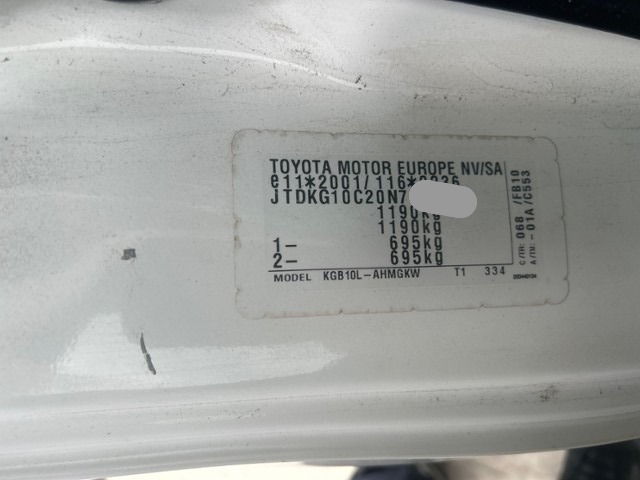 TOYOTA MOTOR EUROPE NV/SA
e11*2001/116*0236
JTDKG10C20N7
1190kg
1190kg
1- 695kg
2- 695kg
MODEL KGB10L-AHMGKW T1 334
C/TR: 068 /FB10
A/TM: -01A /C553